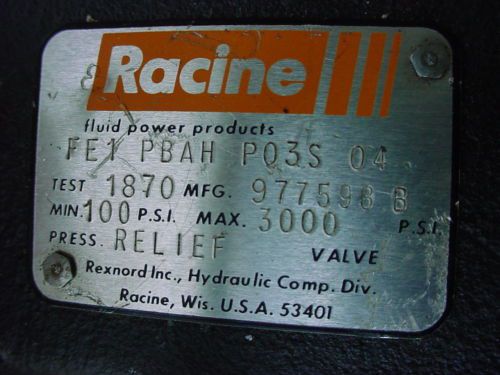 Racine
fluid power products
FE1 PBAH P03S 04
TEST 1870 MFG. 977598 B
MIN. 100 P.S.I. MAX. 3000 P.S.I.
PRESS. RELIEF VALVE
Rexnord Inc., Hydraulic Comp. Div.
Racine, Wis. U.S.A. 53401